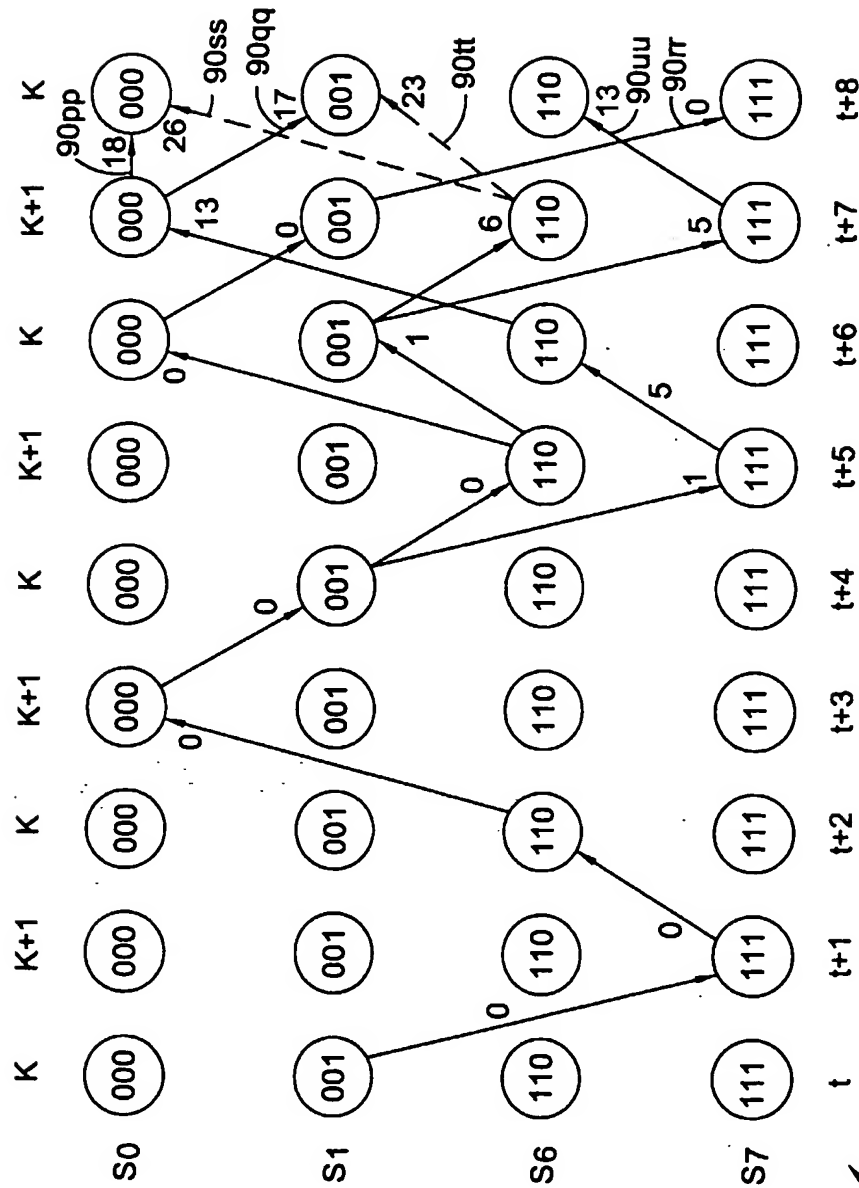 K K+1 K K+1 K K+1 K K+1 K
90pp
S0 000 000 000 000 000 000 000 000 18 000
26 90ss
0 0 0 13 0 17 90qq
S1 001 001 001 001 001 001 001 001 001
1 23
90tt
0 0 6
S6 110 110 110 110 110 110 110 110 110
0 5 13
90uu
1 5 0 90rr
S7 111 111 111 111 111 111 111 111 111
t t+1 t+2 t+3 t+4 t+5 t+6 t+7 t+8